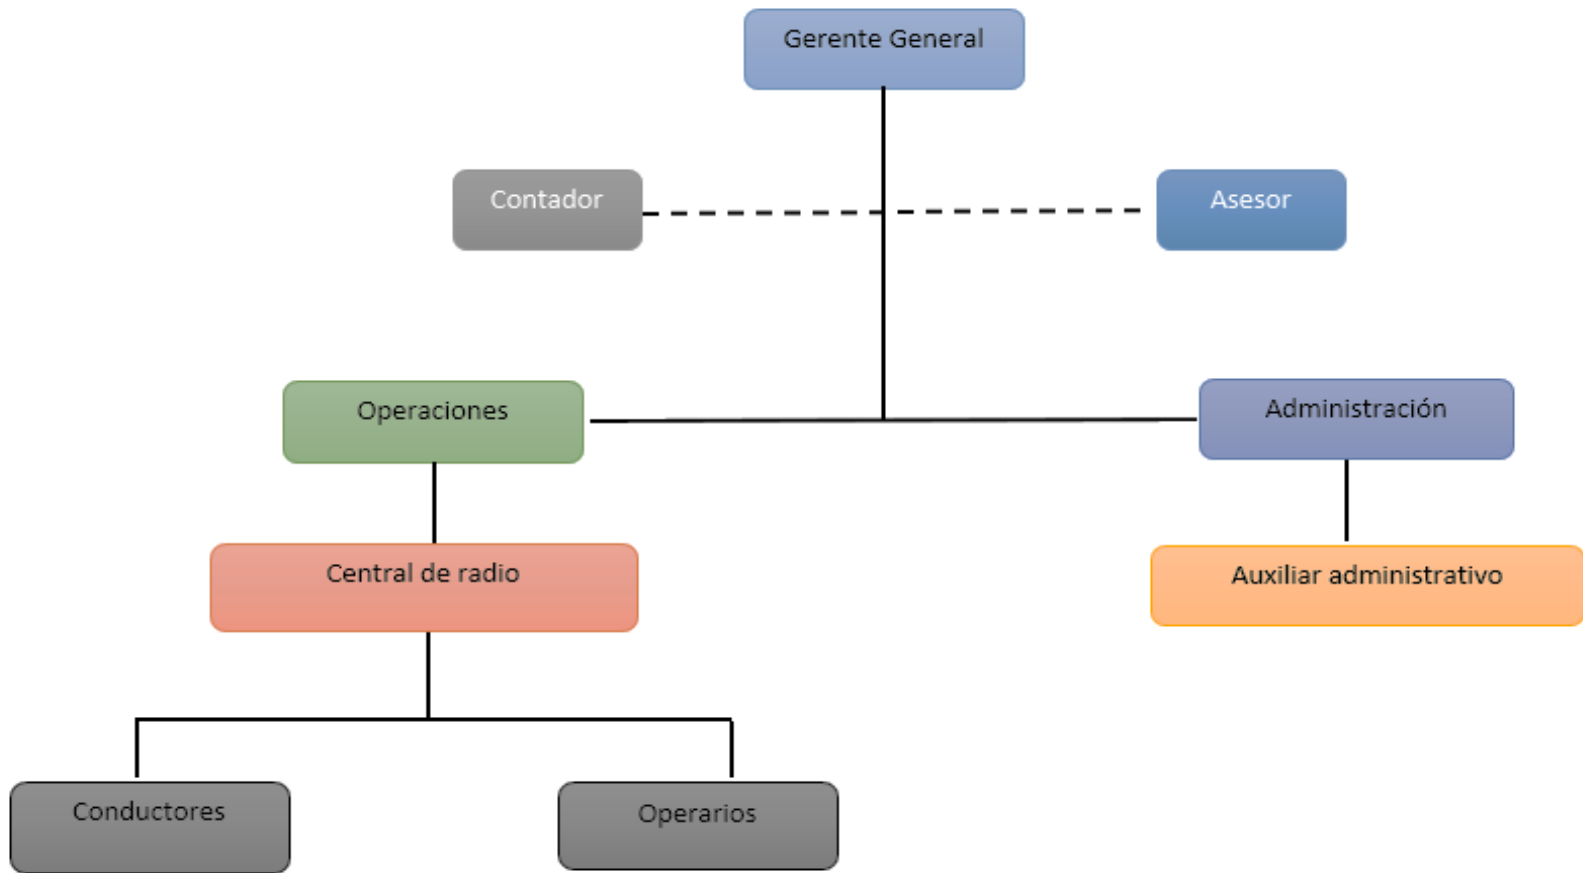 Gerente General
Contador
Asesor
Operaciones
Administración
Central de radio
Auxiliar administrativo
Conductores
Operarios